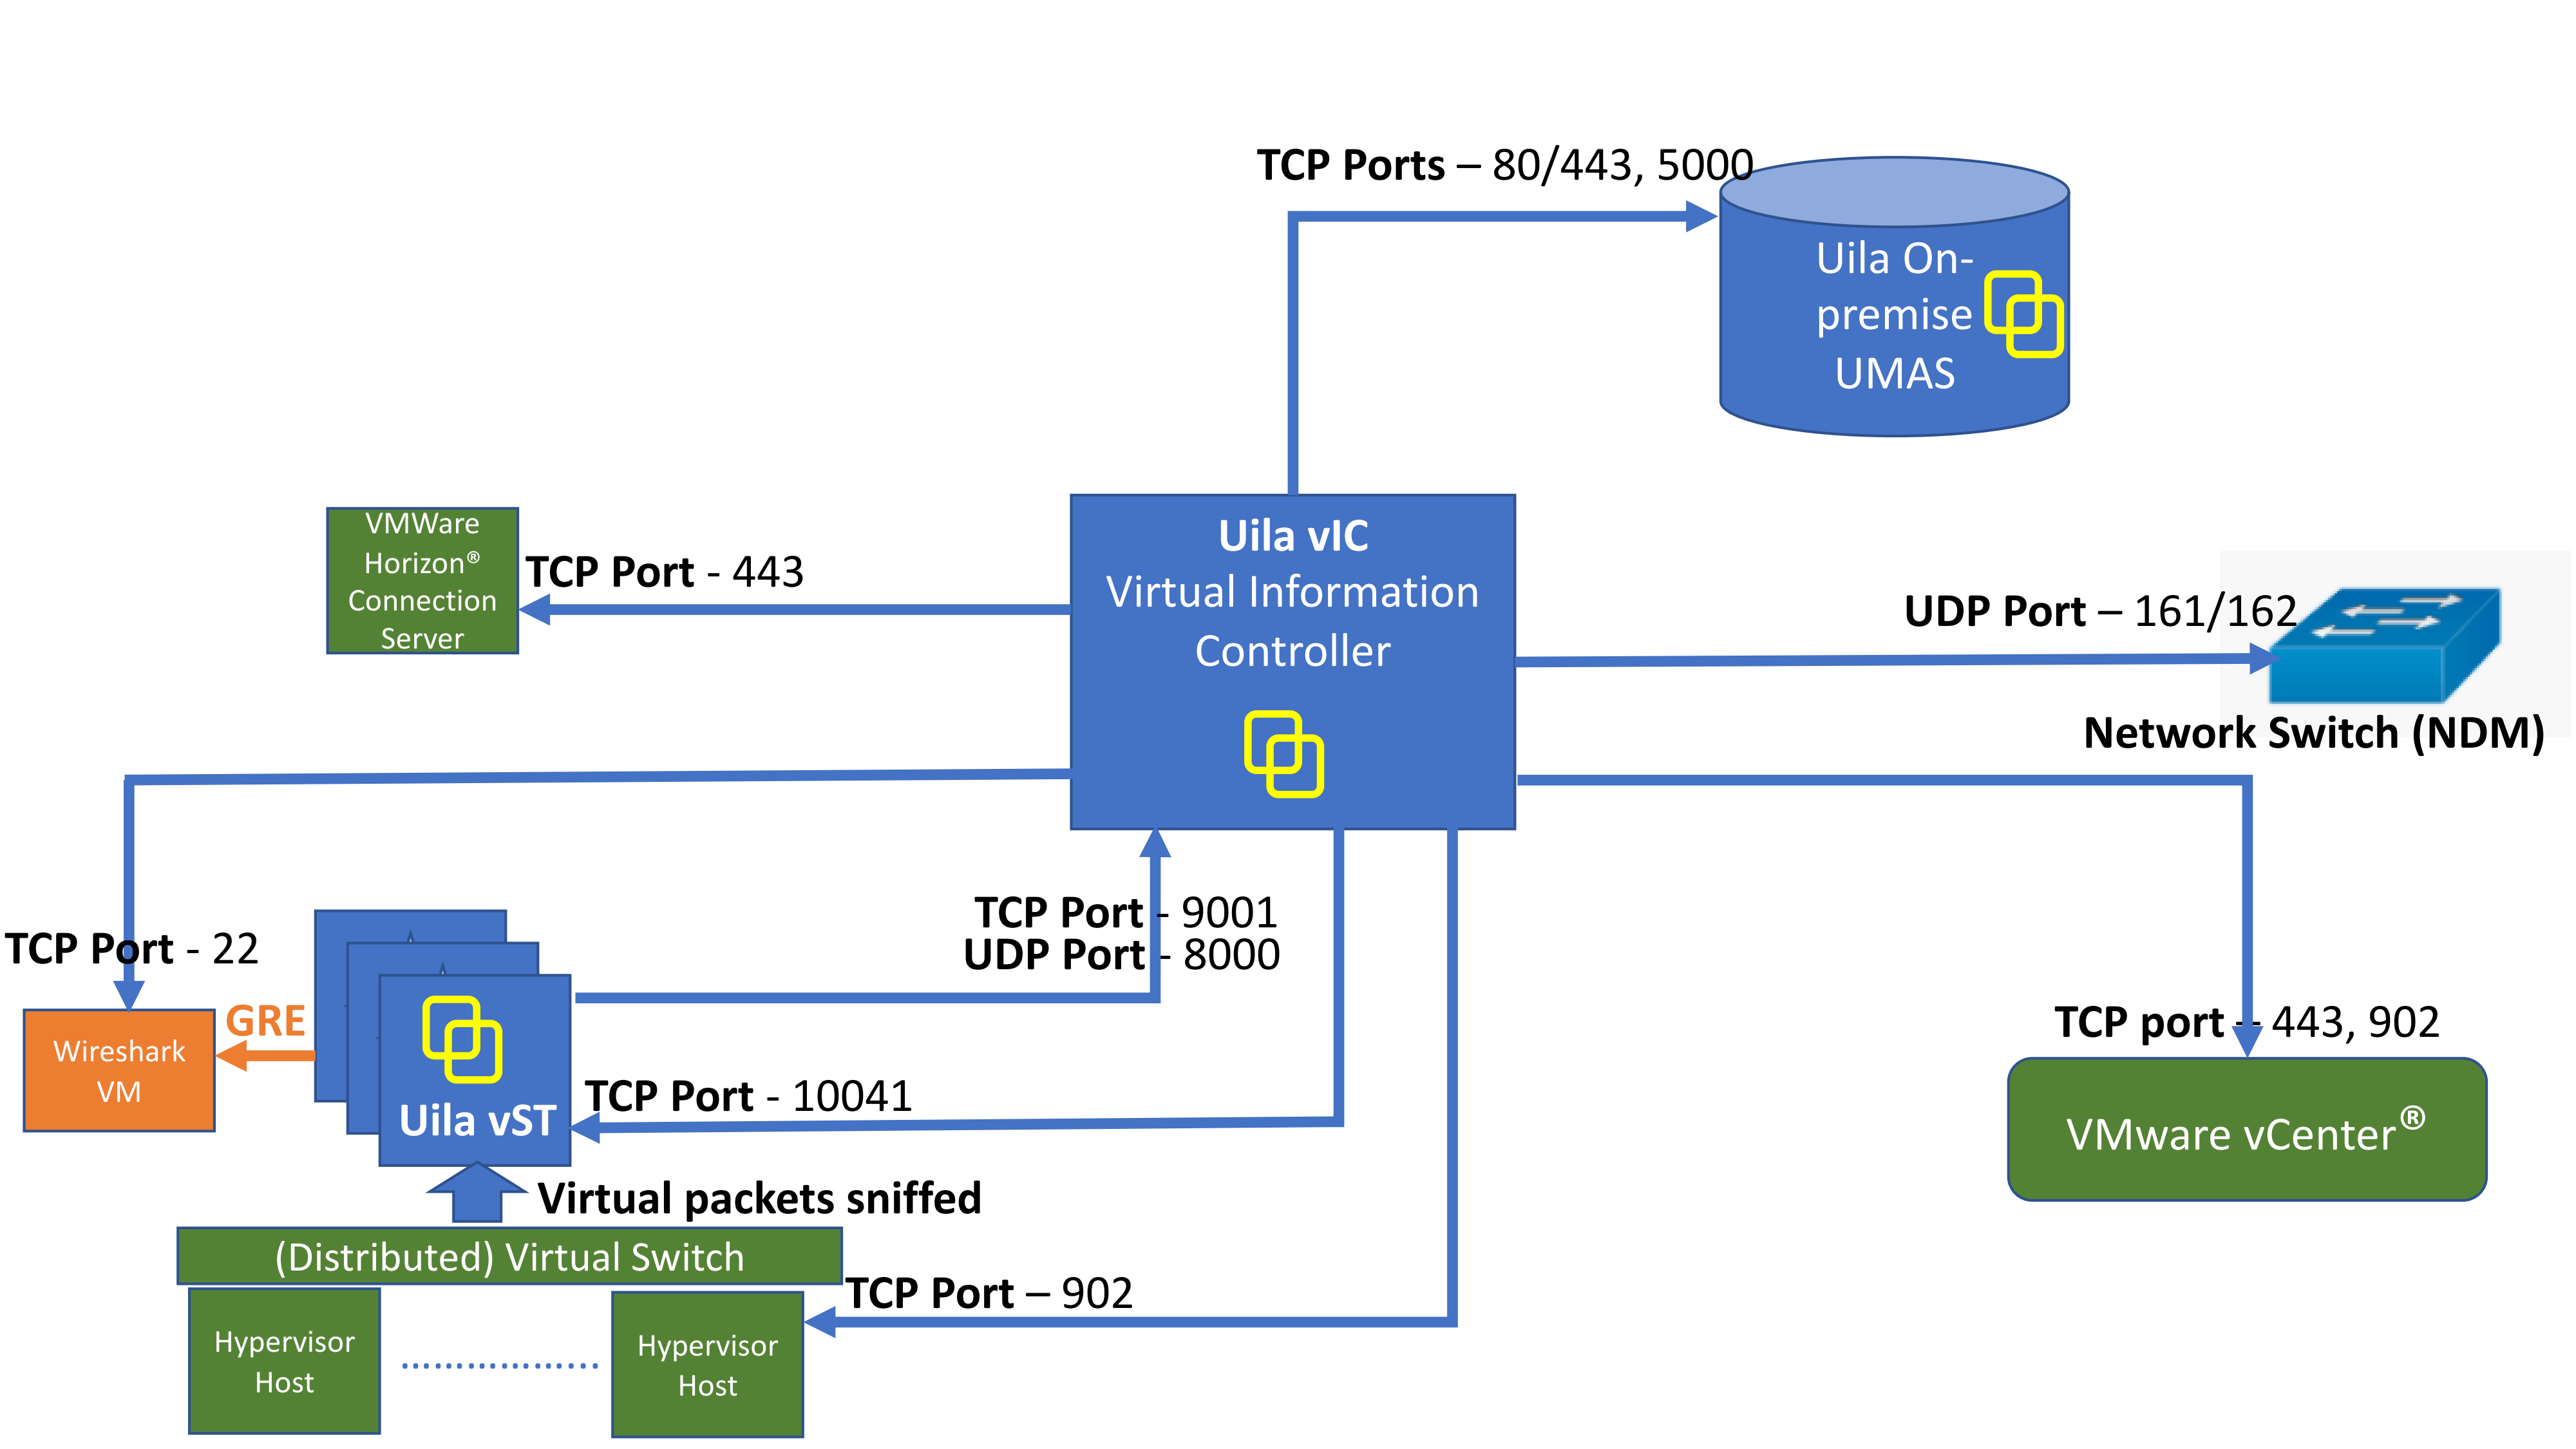 TCP Ports – 80/443, 5000
Uila On-
premise
UMAS
VMWare
Horizon®
Connection
Server
TCP Port - 443
Uila vIC
Virtual Information
Controller
UDP Port – 161/162
Network Switch (NDM)
TCP Port - 9001
UDP Port - 8000
TCP Port - 22
GRE
Wireshark
VM
Uila vST
TCP Port - 10041
TCP port – 443, 902
VMware vCenter®
Virtual packets sniffed
(Distributed) Virtual Switch
TCP Port – 902
Hypervisor
Host
Hypervisor
Host